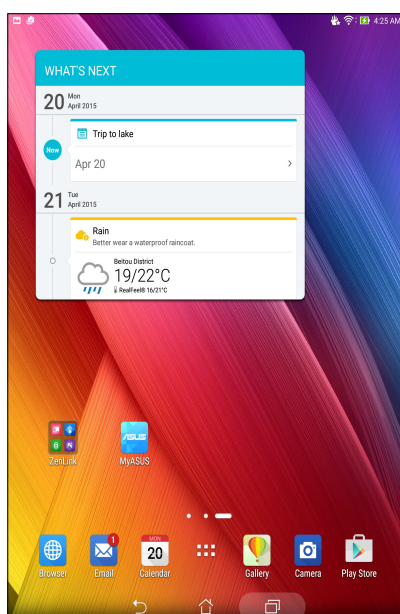 4:25 AM
WHAT'S NEXT
20 Mon
April 2015
Now
Trip to lake
Apr 20
21 Tue
April 2015
Rain
Better wear a waterproof raincoat.
Beitou District
19/22°C
RealFeel® 16/21°C
/ISUS
ZenLink
MyASUS
1
MON
20
Browser
Email
Calendar
Gallery
Camera
Play Store